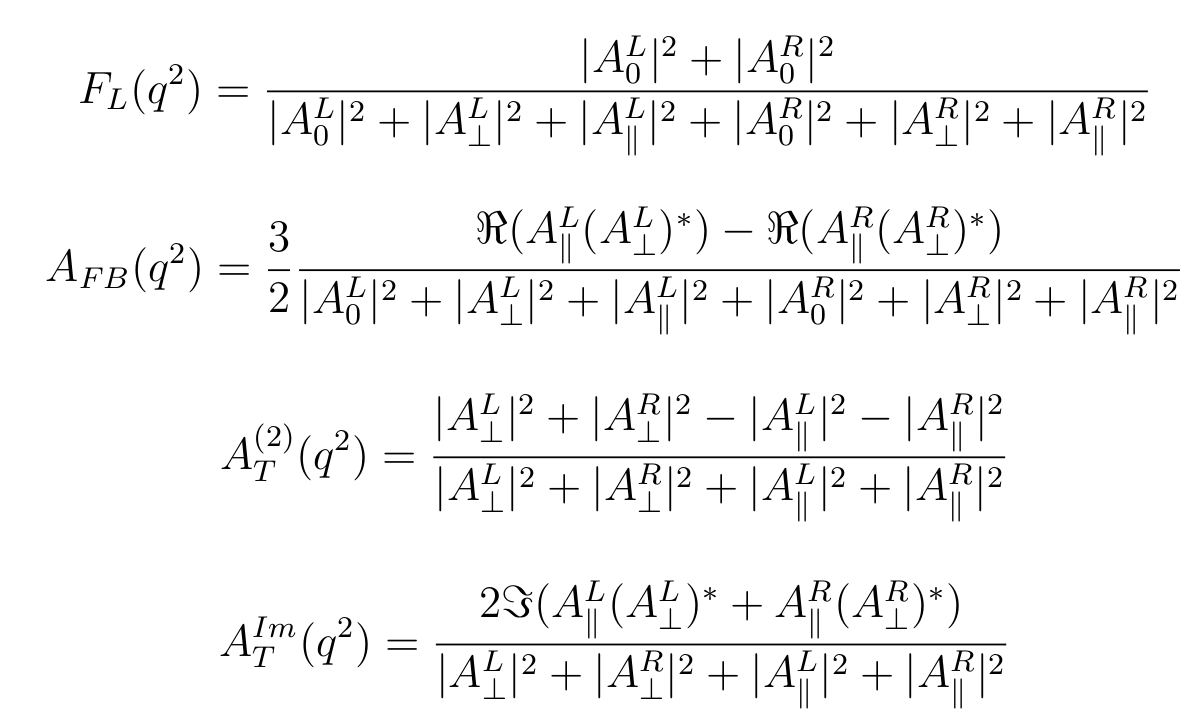 F_L(q^2) = \frac{|A_0^L|^2 + |A_0^R|^2}{|A_0^L|^2 + |A_\perp^L|^2 + |A_\parallel^L|^2 + |A_0^R|^2 + |A_\perp^R|^2 + |A_\parallel^R|^2}
A_{FB}(q^2) = \frac{3}{2} \frac{\Re(A_\parallel^L(A_\perp^L)^*) - \Re(A_\parallel^R(A_\perp^R)^*)}{|A_0^L|^2 + |A_\perp^L|^2 + |A_\parallel^L|^2 + |A_0^R|^2 + |A_\perp^R|^2 + |A_\parallel^R|^2}
A_T^{(2)}(q^2) = \frac{|A_\perp^L|^2 + |A_\perp^R|^2 - |A_\parallel^L|^2 - |A_\parallel^R|^2}{|A_\perp^L|^2 + |A_\perp^R|^2 + |A_\parallel^L|^2 + |A_\parallel^R|^2}
A_T^{Im}(q^2) = \frac{2\Im(A_\parallel^L(A_\perp^L)^* + A_\parallel^R(A_\perp^R)^*)}{|A_\perp^L|^2 + |A_\perp^R|^2 + |A_\parallel^L|^2 + |A_\parallel^R|^2}